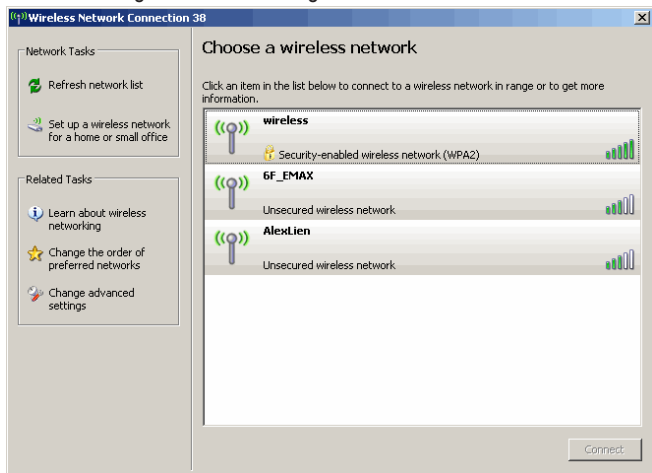 Wireless Network Connection 38
Network Tasks
Refresh network list
Set up a wireless network
for a home or small office
Related Tasks
Learn about wireless
networking
Change the order of
preferred networks
Change advanced
settings
Choose a wireless network
Click an item in the list below to connect to a wireless network in range or to get more
information.
wireless
Security-enabled wireless network (WPA2)
6F_EMAX
Unsecured wireless network
AlexLien
Unsecured wireless network
Connect